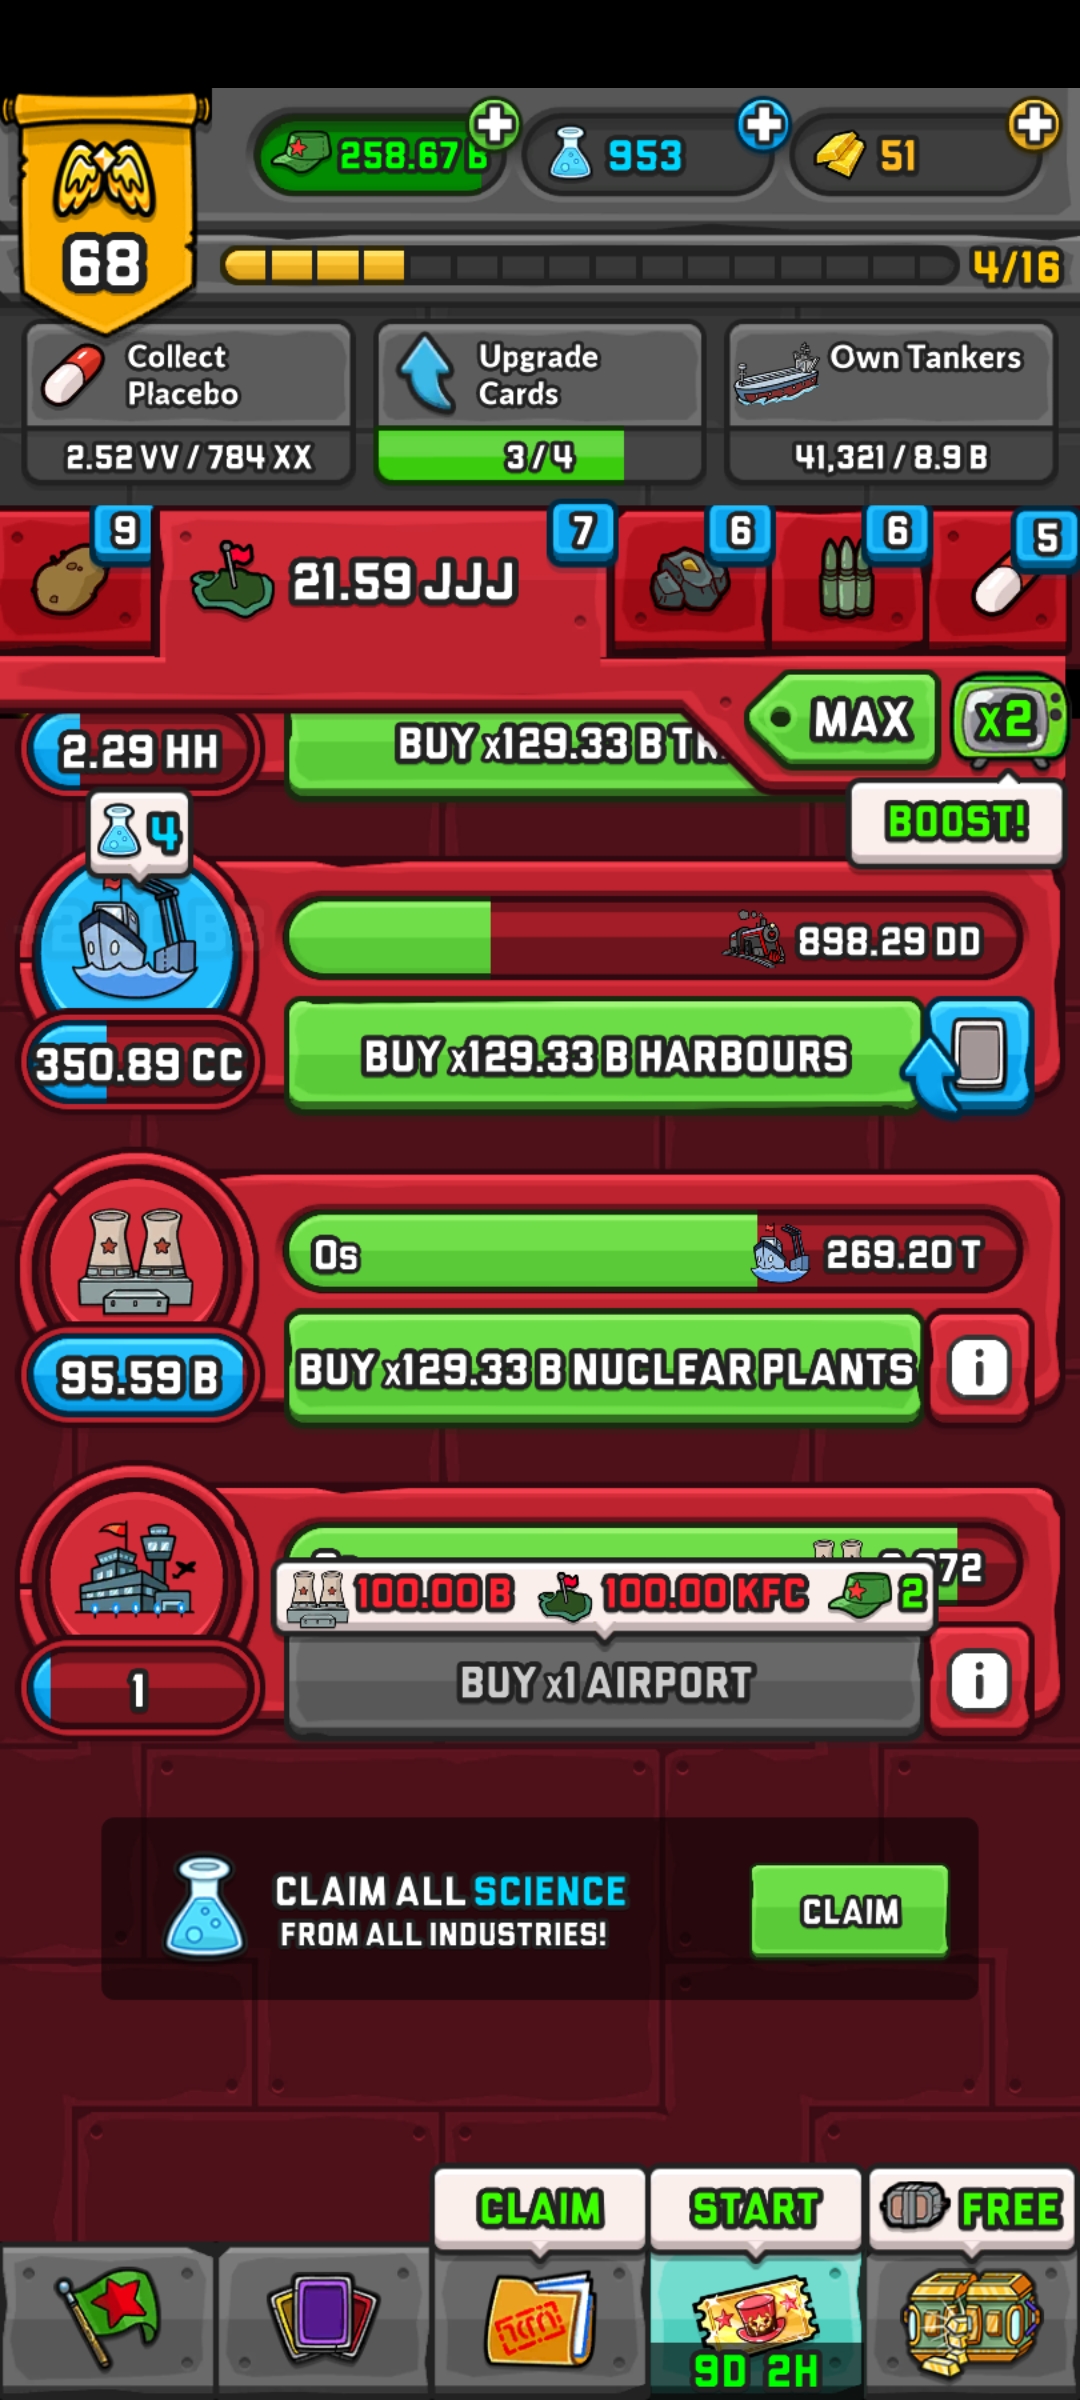 258.67 B
953
51
68
4/16
Collect
Placebo
2.52 VV / 784 XX
Upgrade
Cards
3 / 4
Own Tankers
41,321 / 8.9 B
9
21.59 JJJ
7
6
6
5
MAX
x2
BOOST!
2.29 HH
BUY x129.33 B
4
898.29 DD
350.89 CC
BUY x129.33 B HARBOURS
0s
269.20 T
95.59 B
BUY x129.33 B NUCLEAR PLANTS
i
100.00 B
100.00 KFC
2
1
BUY x1 AIRPORT
i
CLAIM ALL SCIENCE
FROM ALL INDUSTRIES!
CLAIM
CLAIM
START
FREE
9D 2H